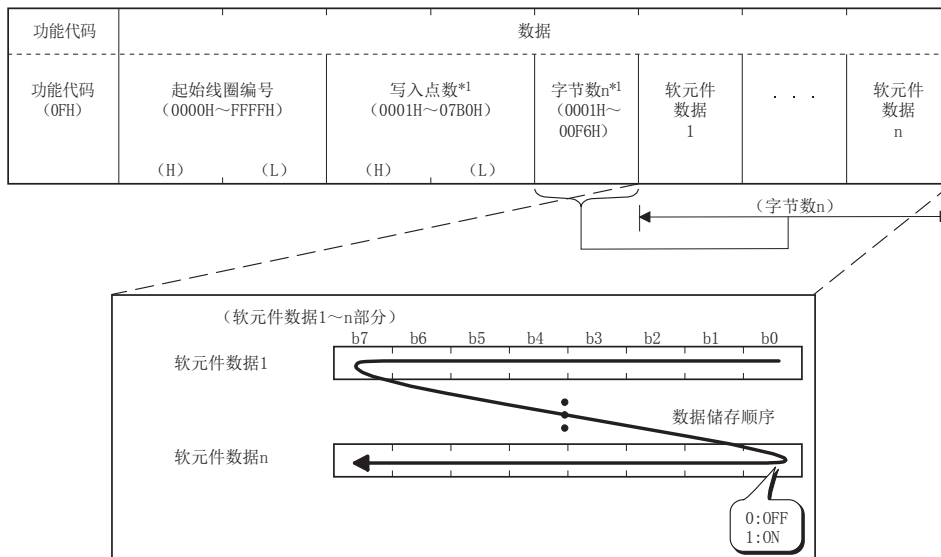 功能代码 数据
功能代码 起始线圈编号 写入点数*1 字节数n*1 软元件 · · · 软元件
(0FH) (0000H～FFFFH) (0001H～07B0H) (0001H～ 数据 数据
00F6H) 1 n
(H) (L) (H) (L)
(字节数n)
(软元件数据1～n部分)
b7 b6 b5 b4 b3 b2 b1 b0
软元件数据1
数据储存顺序
软元件数据n
0:OFF
1:ON